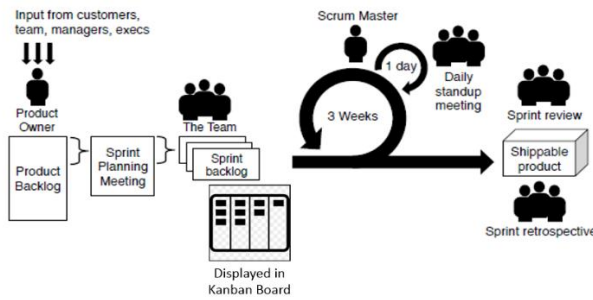 Input from customers,
team, managers, execs
Product
Owner
Product
Backlog
Sprint
Planning
Meeting
The Team
Sprint
backlog
Displayed in
Kanban Board
Scrum Master
3 Weeks
1 day
Daily
standup
meeting
Sprint review
Shippable
product
Sprint retrospective